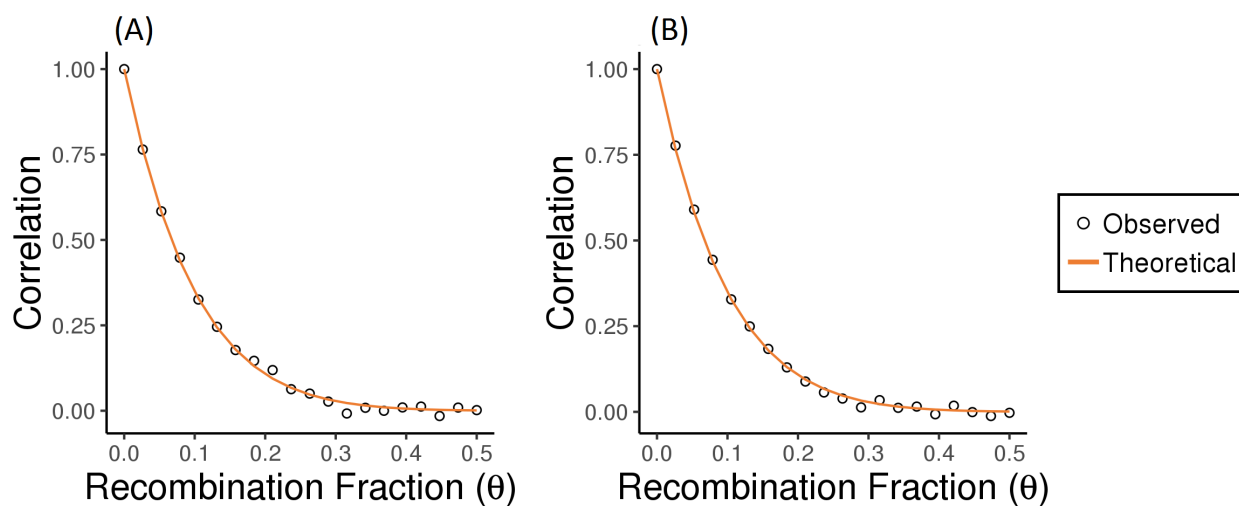 (A)
1.00
0.75
0.50
0.25
0.00
Correlation
0.0 0.1 0.2 0.3 0.4 0.5
Recombination Fraction (θ)
(B)
1.00
0.75
0.50
0.25
0.00
Correlation
0.0 0.1 0.2 0.3 0.4 0.5
Recombination Fraction (θ)
Observed
Theoretical